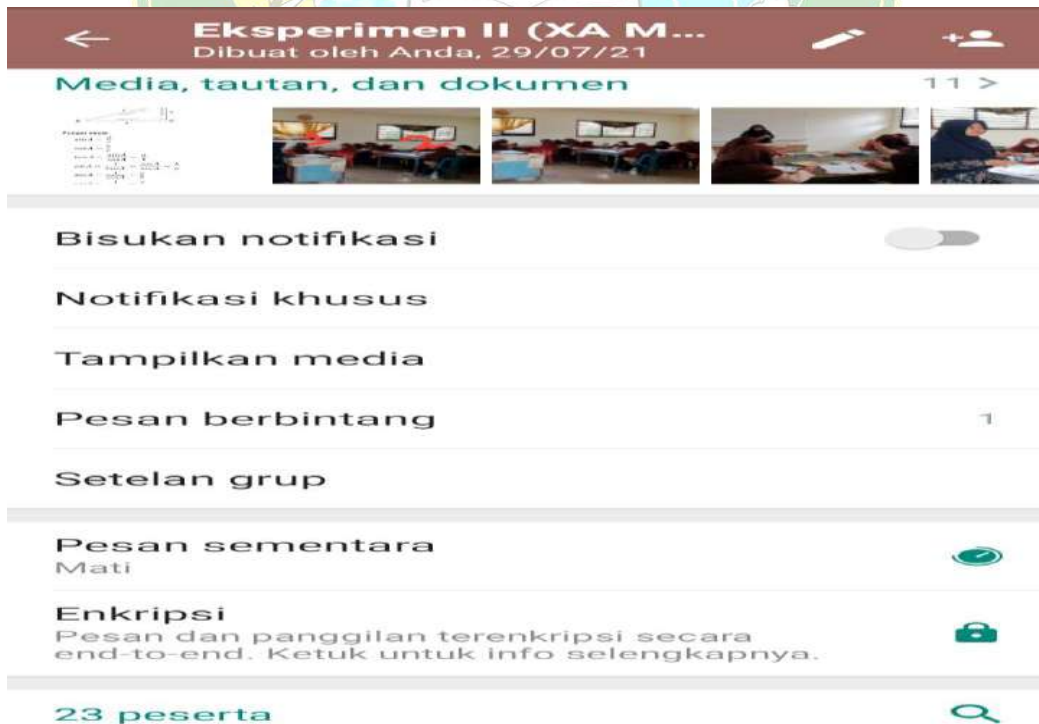 Eksperimen II (XA M...
Dibuat oleh Anda, 29/07/21
Media, tautan, dan dokumen 11 >
Bisukan notifikasi
Notifikasi khusus
Tampilkan media
Pesan berbintang 1
Setelan grup
Pesan sementara
Mati
Enkripsi
Pesan dan panggilan terenkripsi secara
end-to-end. Ketuk untuk info selengkapnya.
23 peserta